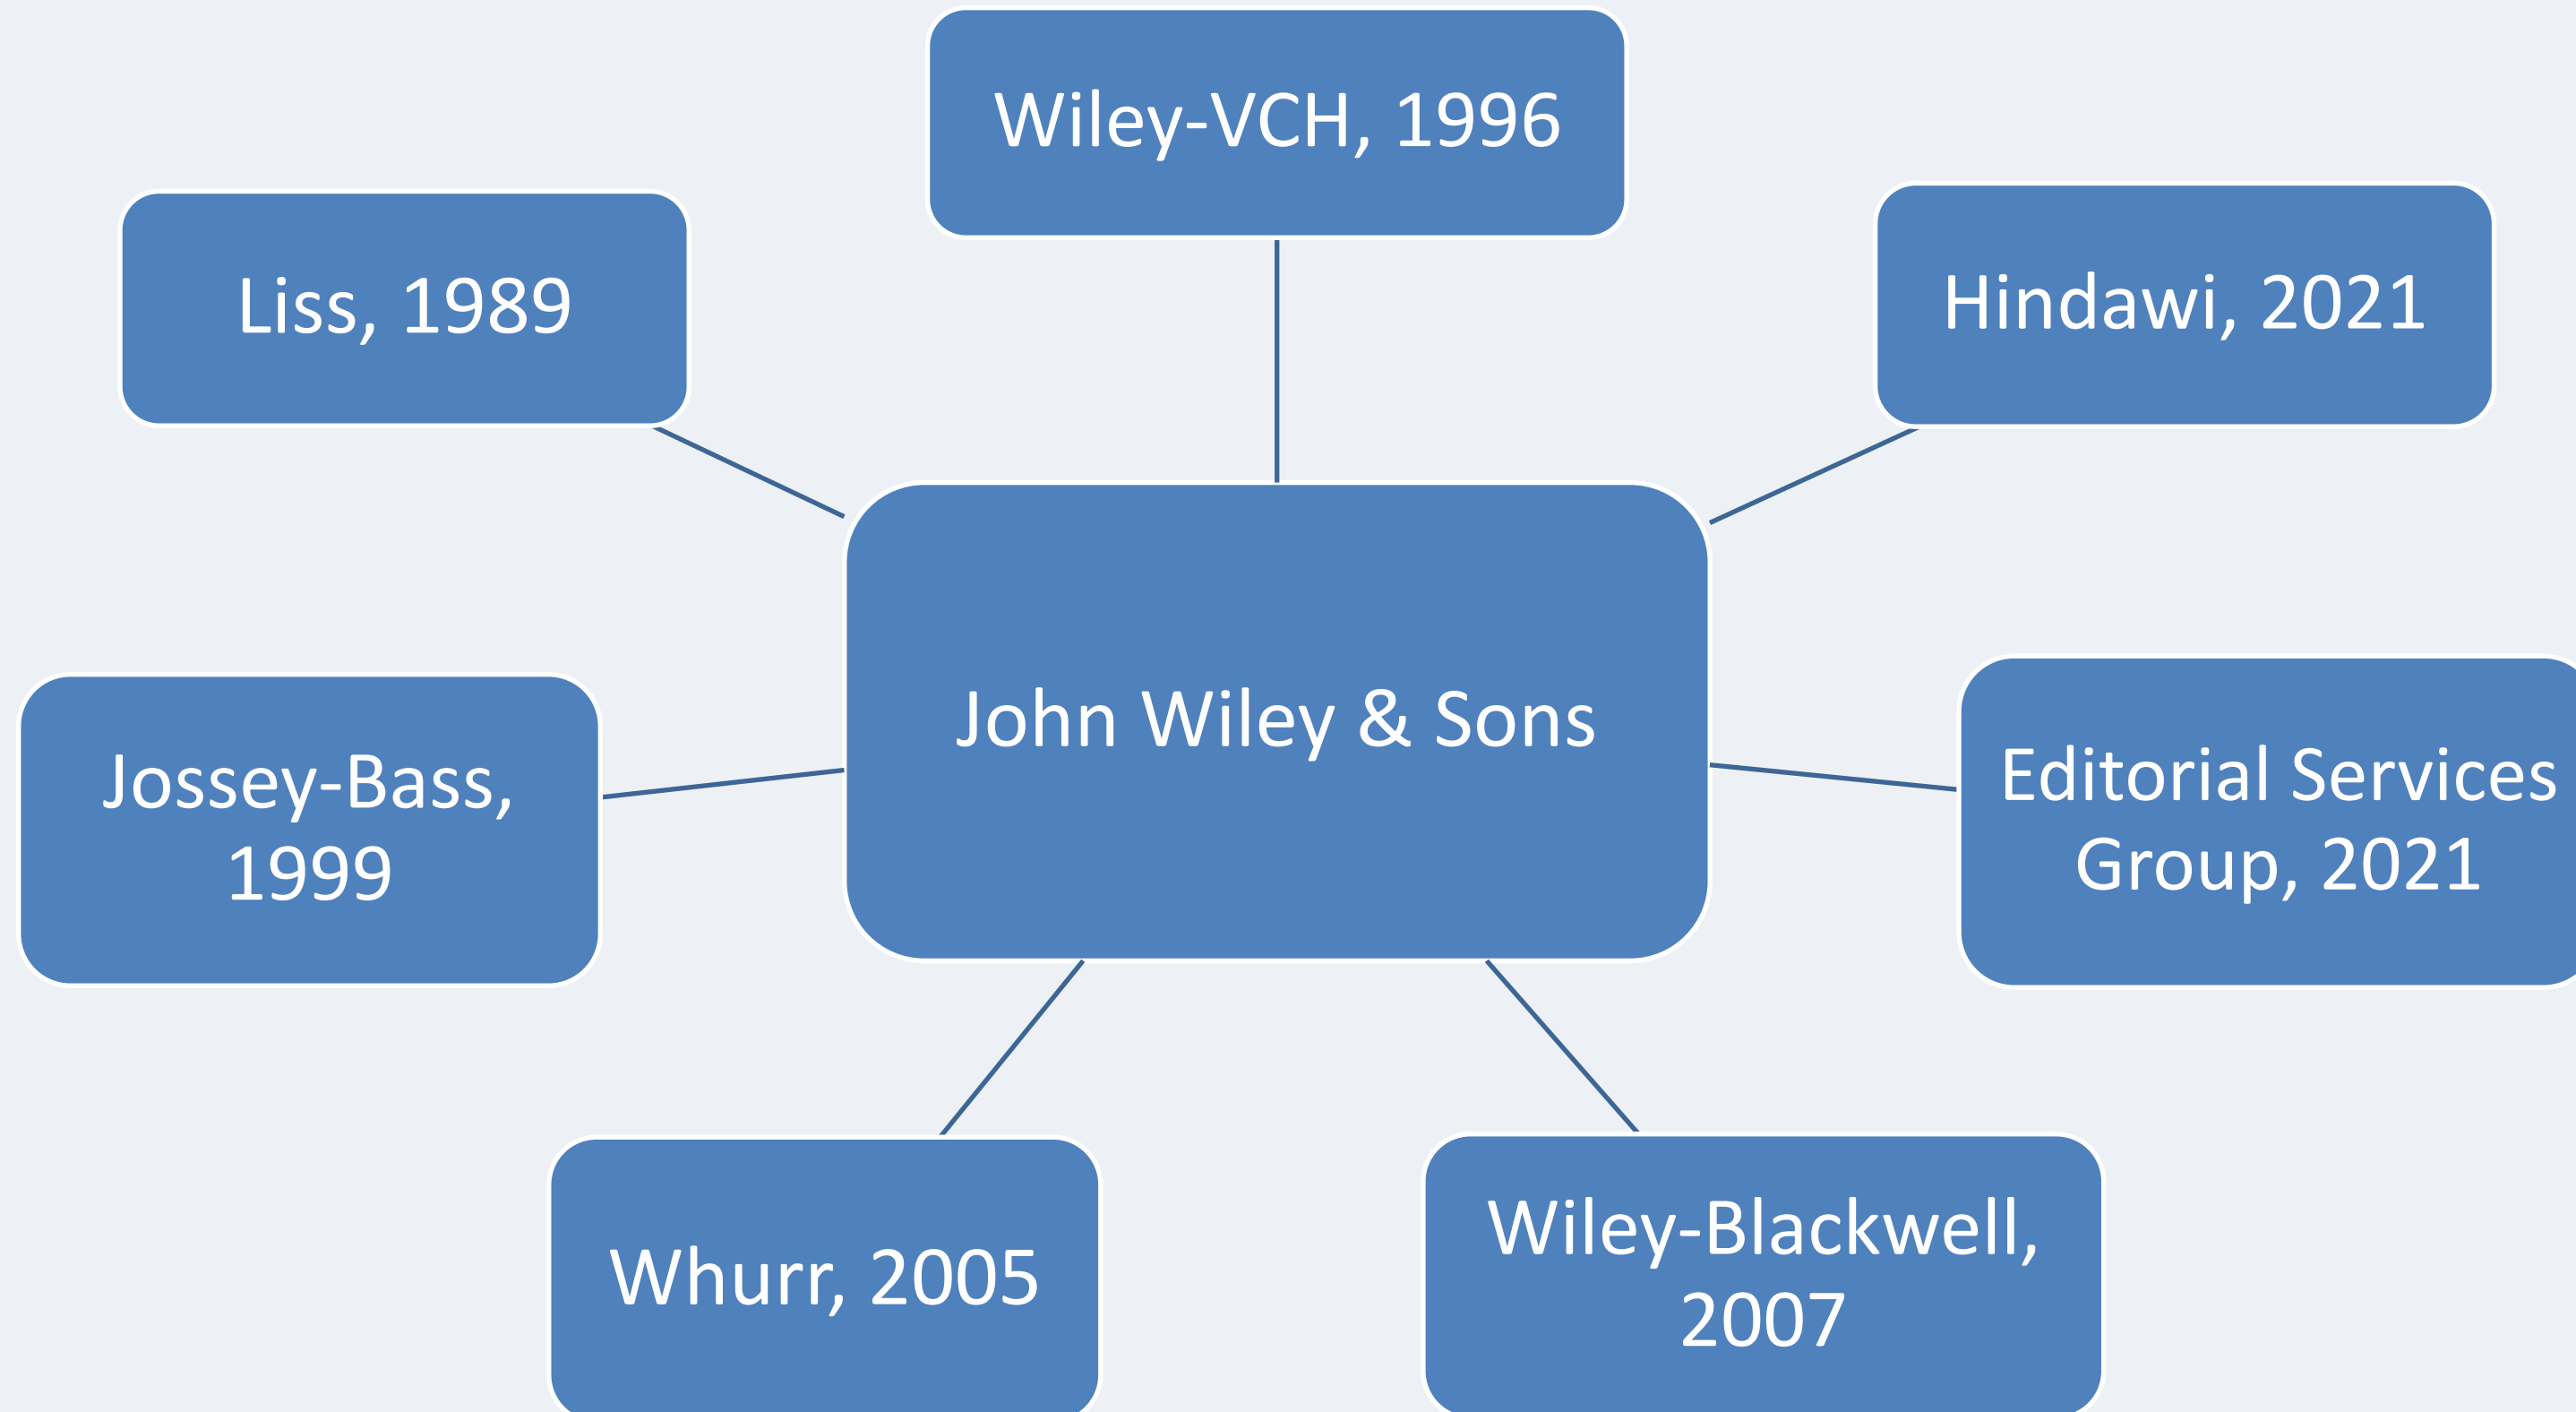 Wiley-VCH, 1996
Liss, 1989
Hindawi, 2021
John Wiley & Sons
Jossey-Bass,
1999
Editorial Services
Group, 2021
Whurr, 2005
Wiley-Blackwell,
2007